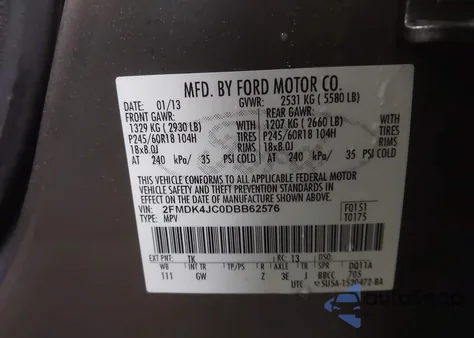 MFD. BY FORD MOTOR CO.
DATE: 01/13 GVWR: 2531 KG ( 5580 LB)
FRONT GAWR: REAR GAWR:
1329 KG ( 2930 LB) 1207 KG ( 2660 LB)
P245/60R18 104H TIRES P245/60R18 104H
18x8.0J RIMS 18x8.0J
AT 240 kPa/ 35 PSI COLD AT 240 kPa/ 35 PSI COLD
THIS VEHICLE CONFORMS TO ALL APPLICABLE FEDERAL MOTOR
VEHICLE SAFETY AND THEFT PREVENTION STANDARDS IN
EFFECT ON THE DATE OF MANUFACTURE SHOWN ABOVE.
VIN: 2FMDK4JC0DBB62576 F0151
TYPE: MPV T0175
EXT PNT: TK RC: 13 DSO:
WB INT TR TP/PS R AXLE TR SPR DQ11A
111 GW Z 3E J BBCC 705
UTC